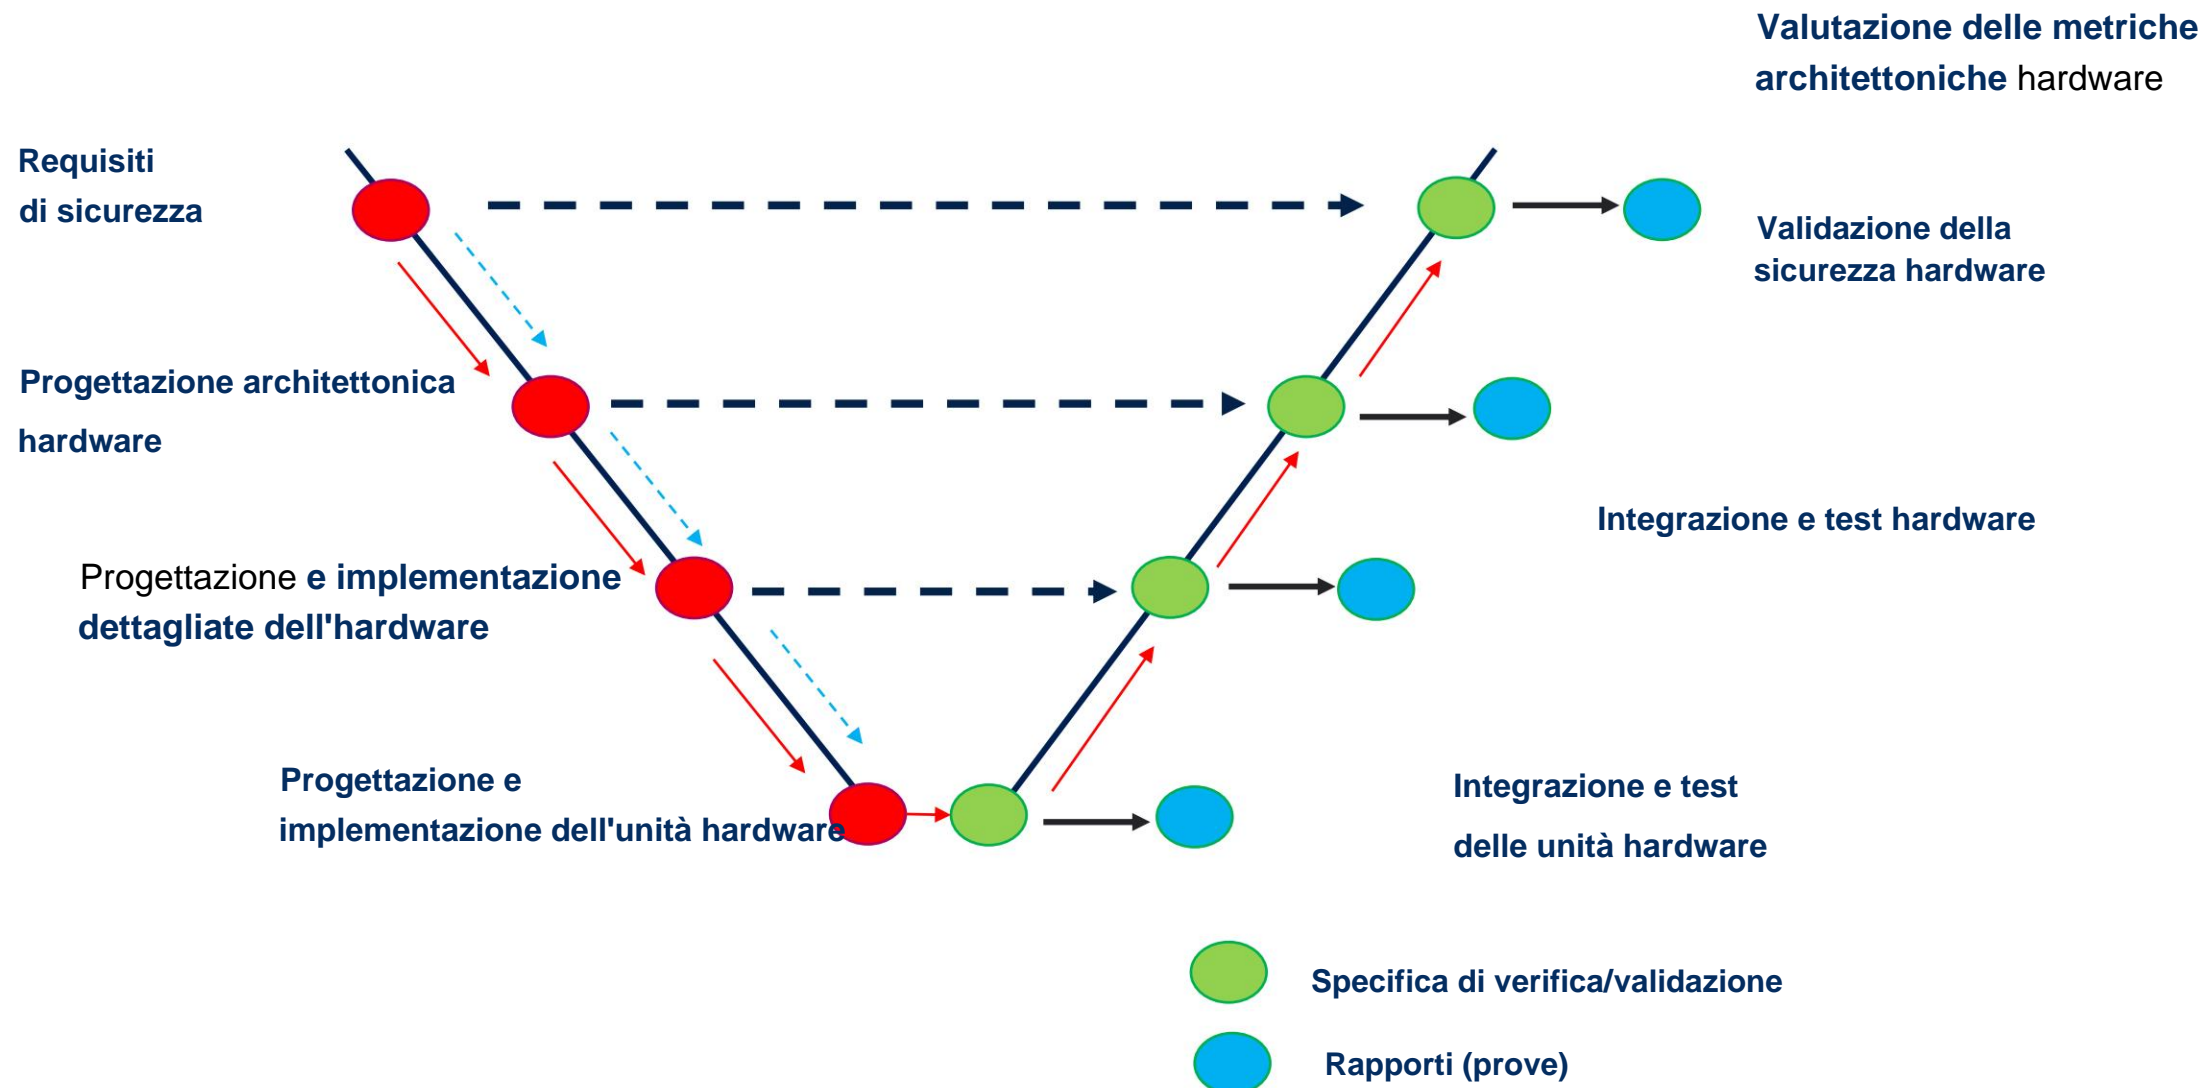 Valutazione delle metriche
architettoniche hardware
Requisiti
di sicurezza
Validazione della
sicurezza hardware
Progettazione architettonica
hardware
Integrazione e test hardware
Progettazione e implementazione
dettagliate dell'hardware
Progettazione e
implementazione dell'unità hardware
Integrazione e test
delle unità hardware
Specifica di verifica/validazione
Rapporti (prove)